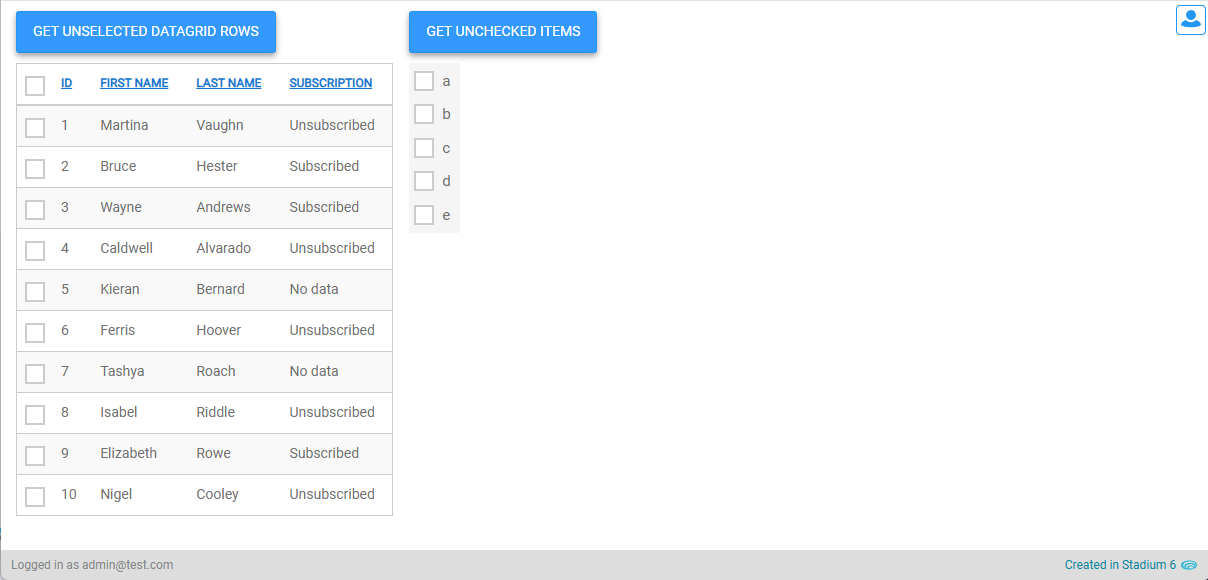 GET UNSELECTED DATAGRID ROWS
GET UNCHECKED ITEMS
ID FIRST NAME LAST NAME SUBSCRIPTION
1 Martina Vaughn Unsubscribed
2 Bruce Hester Subscribed
3 Wayne Andrews Subscribed
4 Caldwell Alvarado Unsubscribed
5 Kieran Bernard No data
6 Ferris Hoover Unsubscribed
7 Tashya Roach No data
8 Isabel Riddle Unsubscribed
9 Elizabeth Rowe Subscribed
10 Nigel Cooley Unsubscribed
a
b
c
d
e
Logged in as admin@test.com
Created in Stadium 6